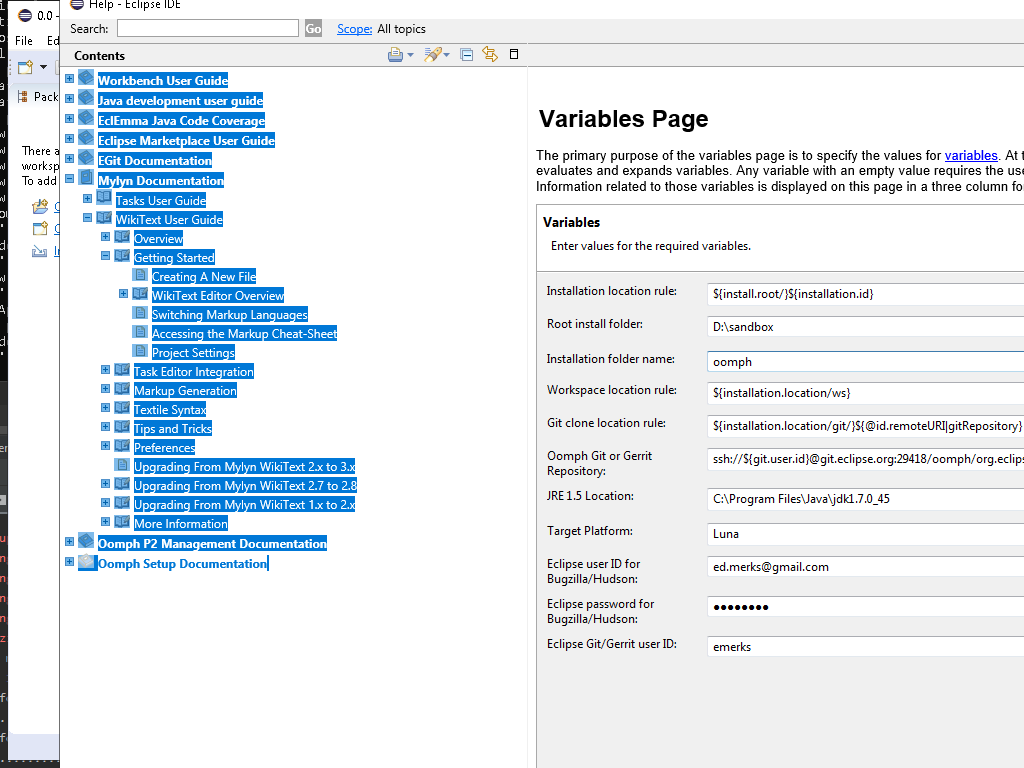 Help - Eclipse IDE
0.0 -
File Ed
Search: Go Scope: All topics
Contents
Pack
There a
worksp
To add
Workbench User Guide
Java development user guide
EclEmma Java Code Coverage
Eclipse Marketplace User Guide
EGit Documentation
Mylyn Documentation
Tasks User Guide
WikiText User Guide
Overview
Getting Started
Creating A New File
WikiText Editor Overview
Switching Markup Languages
Accessing the Markup Cheat-Sheet
Project Settings
Task Editor Integration
Markup Generation
Textile Syntax
Tips and Tricks
Preferences
Upgrading From Mylyn WikiText 2.x to 3.x
Upgrading From Mylyn WikiText 2.7 to 2.8
Upgrading From Mylyn WikiText 1.x to 2.x
More Information
Oomph P2 Management Documentation
Oomph Setup Documentation
Variables Page
The primary purpose of the variables page is to specify the values for variables. At t
evaluates and expands variables. Any variable with an empty value requires the use
Information related to those variables is displayed on this page in a three column fo
Variables
Enter values for the required variables.
Installation location rule: ${install.root/}${installation.id}
Root install folder: D:\sandbox
Installation folder name: oomph
Workspace location rule: ${installation.location/ws}
Git clone location rule: ${installation.location/git/}${@id.remoteURI|gitRepository}
Oomph Git or Gerrit
Repository: ssh://${git.user.id}@git.eclipse.org:29418/oomph/org.eclips
JRE 1.5 Location: C:\Program Files\Java\jdk1.7.0_45
Target Platform: Luna
Eclipse user ID for
Bugzilla/Hudson: ed.merks@gmail.com
Eclipse password for
Bugzilla/Hudson: ●●●●●●●●
Eclipse Git/Gerrit user ID: emerks